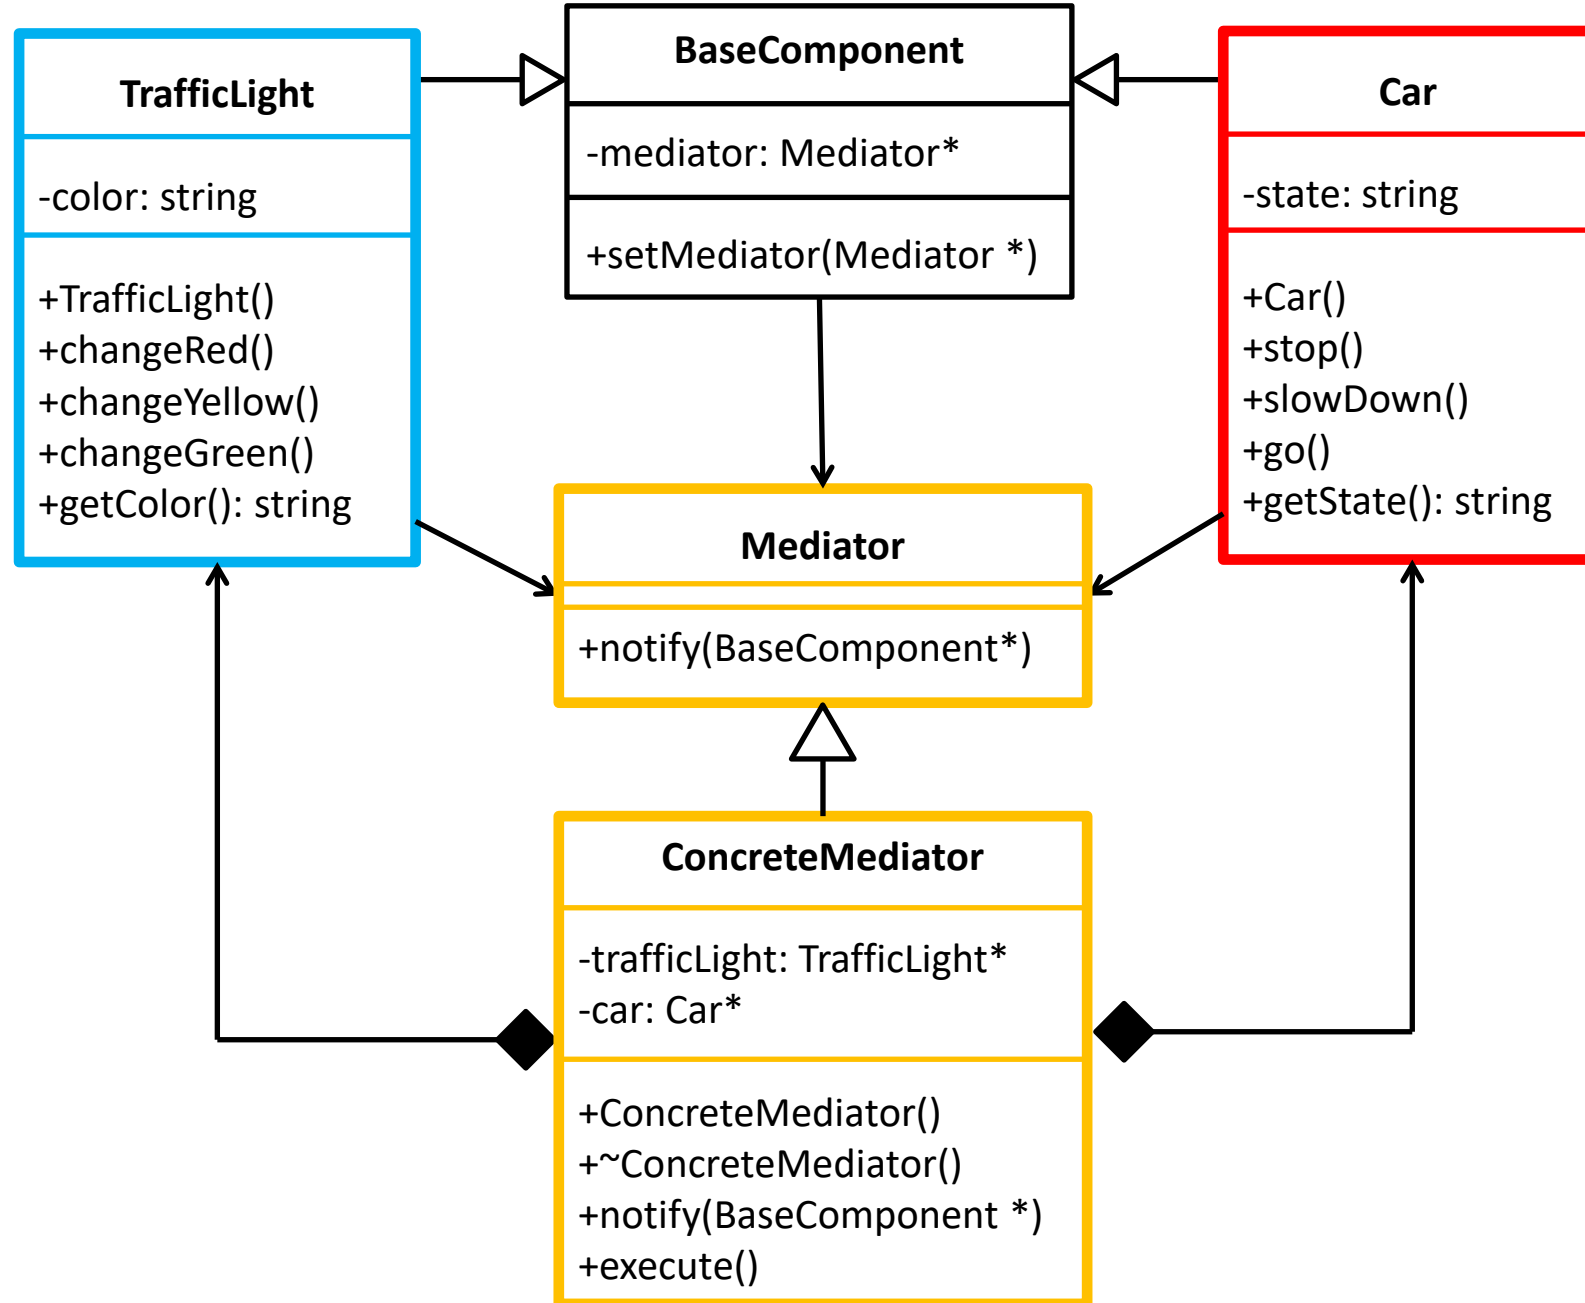 TrafficLight
-color: string
+TrafficLight()
+changeRed()
+changeYellow()
+changeGreen()
+getColor(): string
BaseComponent
-mediator: Mediator*
+setMediator(Mediator *)
Car
-state: string
+Car()
+stop()
+slowDown()
+go()
+getState(): string
Mediator
+notify(BaseComponent*)
ConcreteMediator
-trafficLight: TrafficLight*
-car: Car*
+ConcreteMediator()
+~ConcreteMediator()
+notify(BaseComponent *)
+execute()